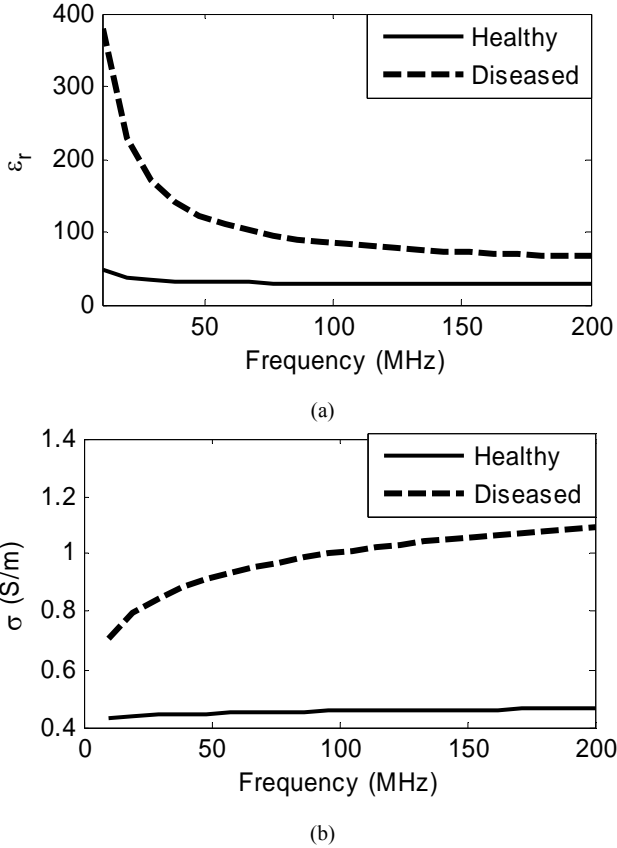 400
300
200
100
0
εr
Healthy
Diseased
50
100
150
200
Frequency (MHz)
(a)
1.4
1.2
1
0.8
0.6
0.4
σ (S/m)
Healthy
Diseased
0
50
100
150
200
Frequency (MHz)
(b)